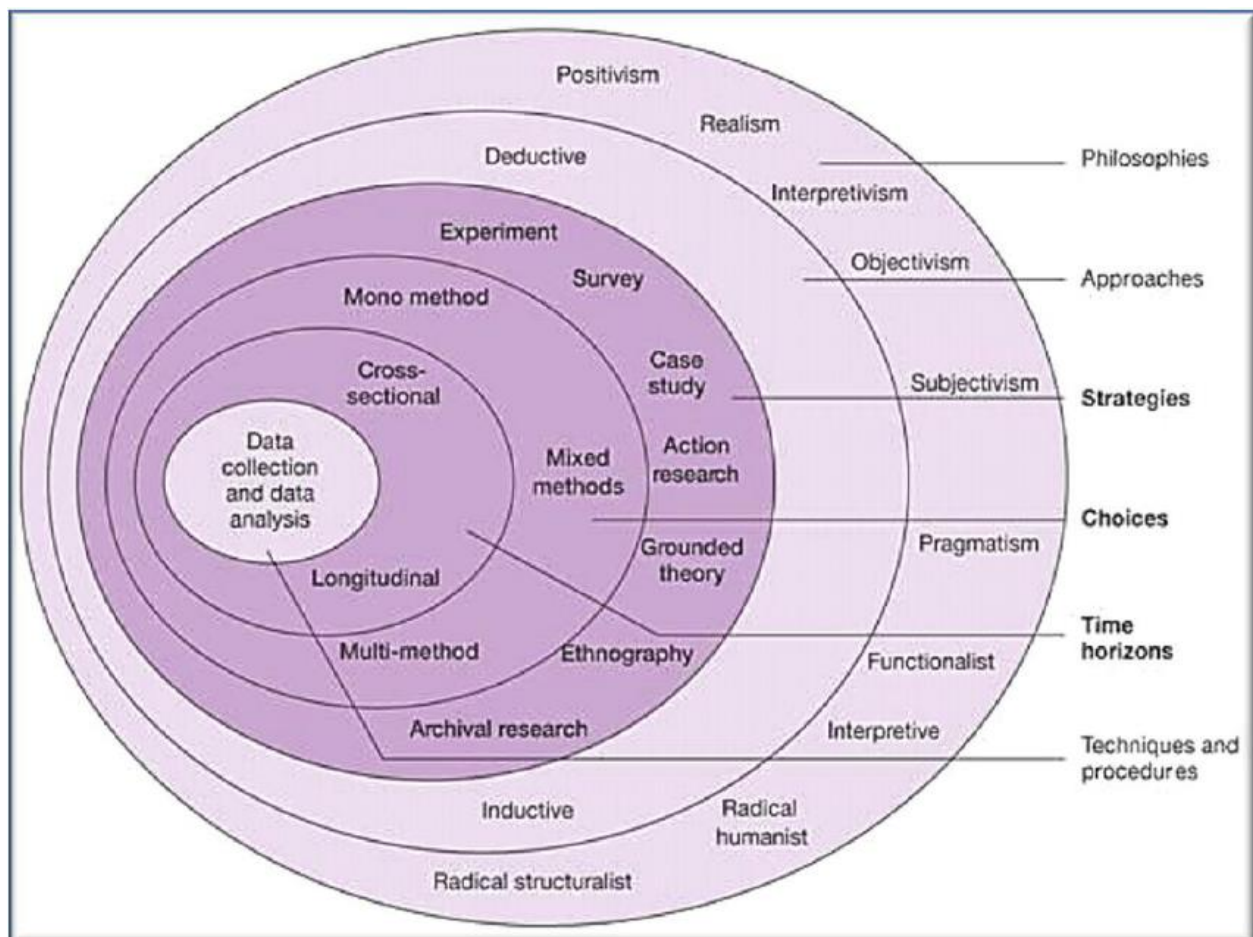 Positivism
Realism
Philosophies
Deductive
Interpretivism
Experiment
Objectivism
Survey
Approaches
Mono method
Case
study
Cross-
sectional
Subjectivism
Strategies
Data
collection
and data
analysis
Mixed
methods
Action
research
Choices
Pragmatism
Grounded
theory
Longitudinal
Time
horizons
Multi-method
Ethnography
Functionalist
Archival research
Interpretive
Techniques and
procedures
Inductive
Radical
humanist
Radical structuralist